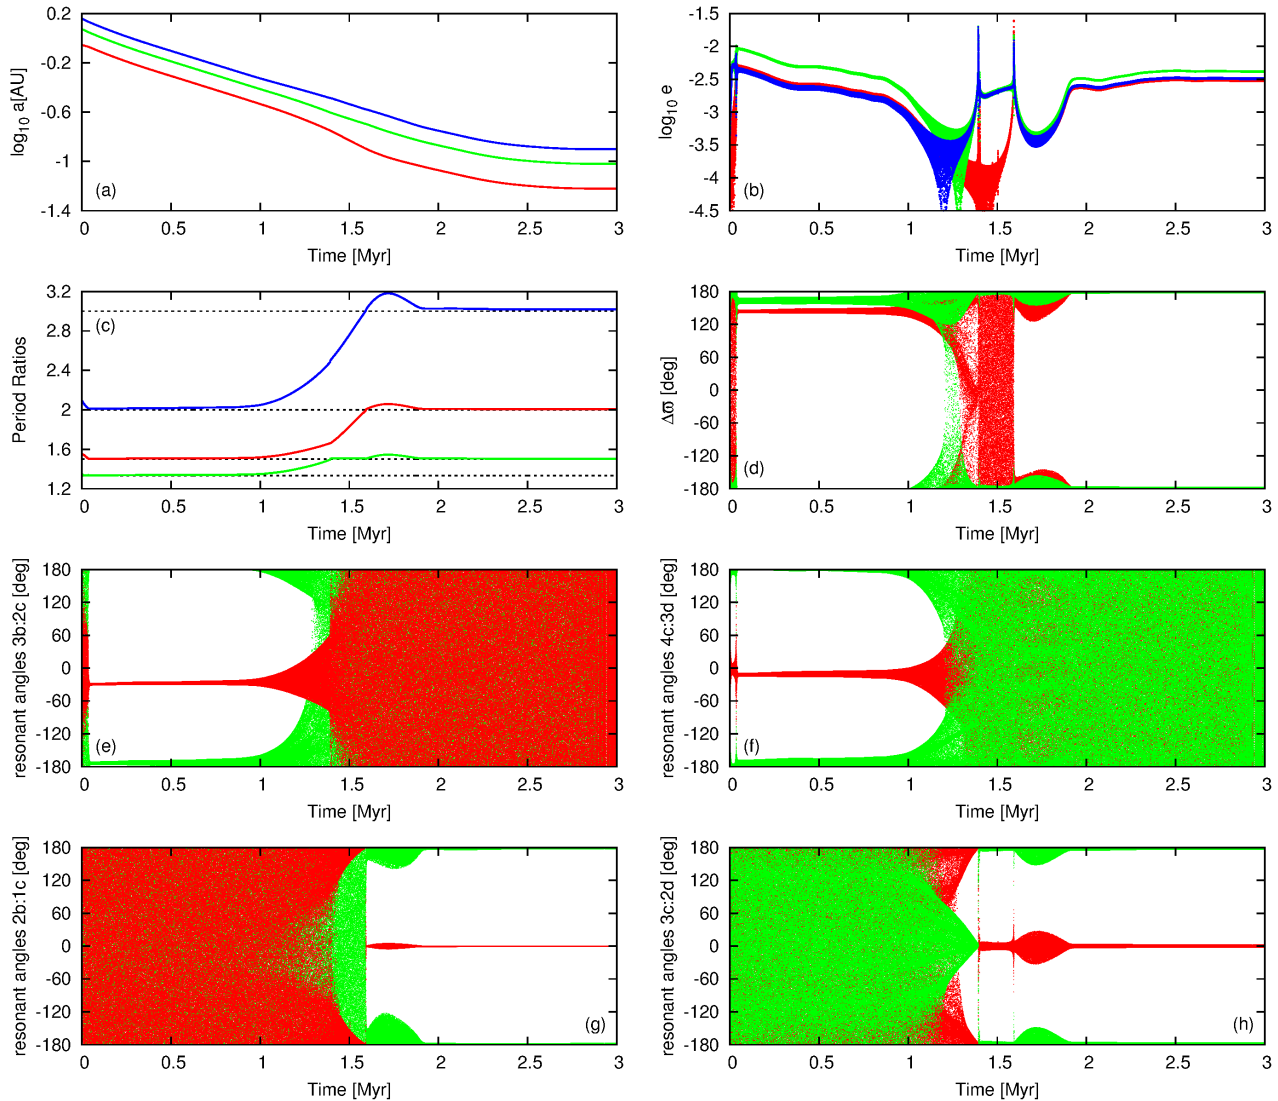 0.2
-0.2
-0.6
-1
-1.4
log10 a[AU]
(a)
0 0.5 1 1.5 2 2.5 3
Time [Myr]
-1.5
-2
-2.5
-3
-3.5
-4
-4.5
log10 e
(b)
0 0.5 1 1.5 2 2.5 3
Time [Myr]
3.2
2.8
2.4
2
1.6
1.2
Period Ratios
(c)
0 0.5 1 1.5 2 2.5 3
Time [Myr]
180
120
60
0
-60
-120
-180
Δϖ [deg]
(d)
0 0.5 1 1.5 2 2.5 3
Time [Myr]
180
120
60
0
-60
-120
-180
resonant angles 3b:2c [deg]
(e)
0 0.5 1 1.5 2 2.5 3
Time [Myr]
180
120
60
0
-60
-120
-180
resonant angles 4c:3d [deg]
(f)
0 0.5 1 1.5 2 2.5 3
Time [Myr]
180
120
60
0
-60
-120
-180
resonant angles 2b:1c [deg]
(g)
0 0.5 1 1.5 2 2.5 3
Time [Myr]
180
120
60
0
-60
-120
-180
resonant angles 3c:2d [deg]
(h)
0 0.5 1 1.5 2 2.5 3
Time [Myr]